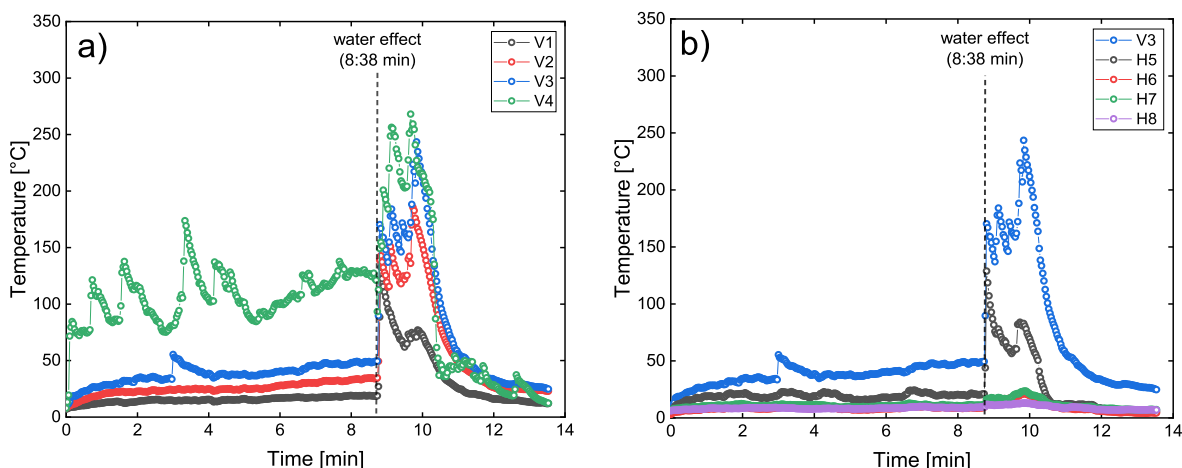 a)
water effect
(8:38 min)
V1
V2
V3
V4
Temperature [°C]
350
300
250
200
150
100
50
0
0 2 4 6 8 10 12 14
Time [min]
b)
water effect
(8:38 min)
V3
H5
H6
H7
H8
Temperature [°C]
350
300
250
200
150
100
50
0
0 2 4 6 8 10 12 14
Time [min]